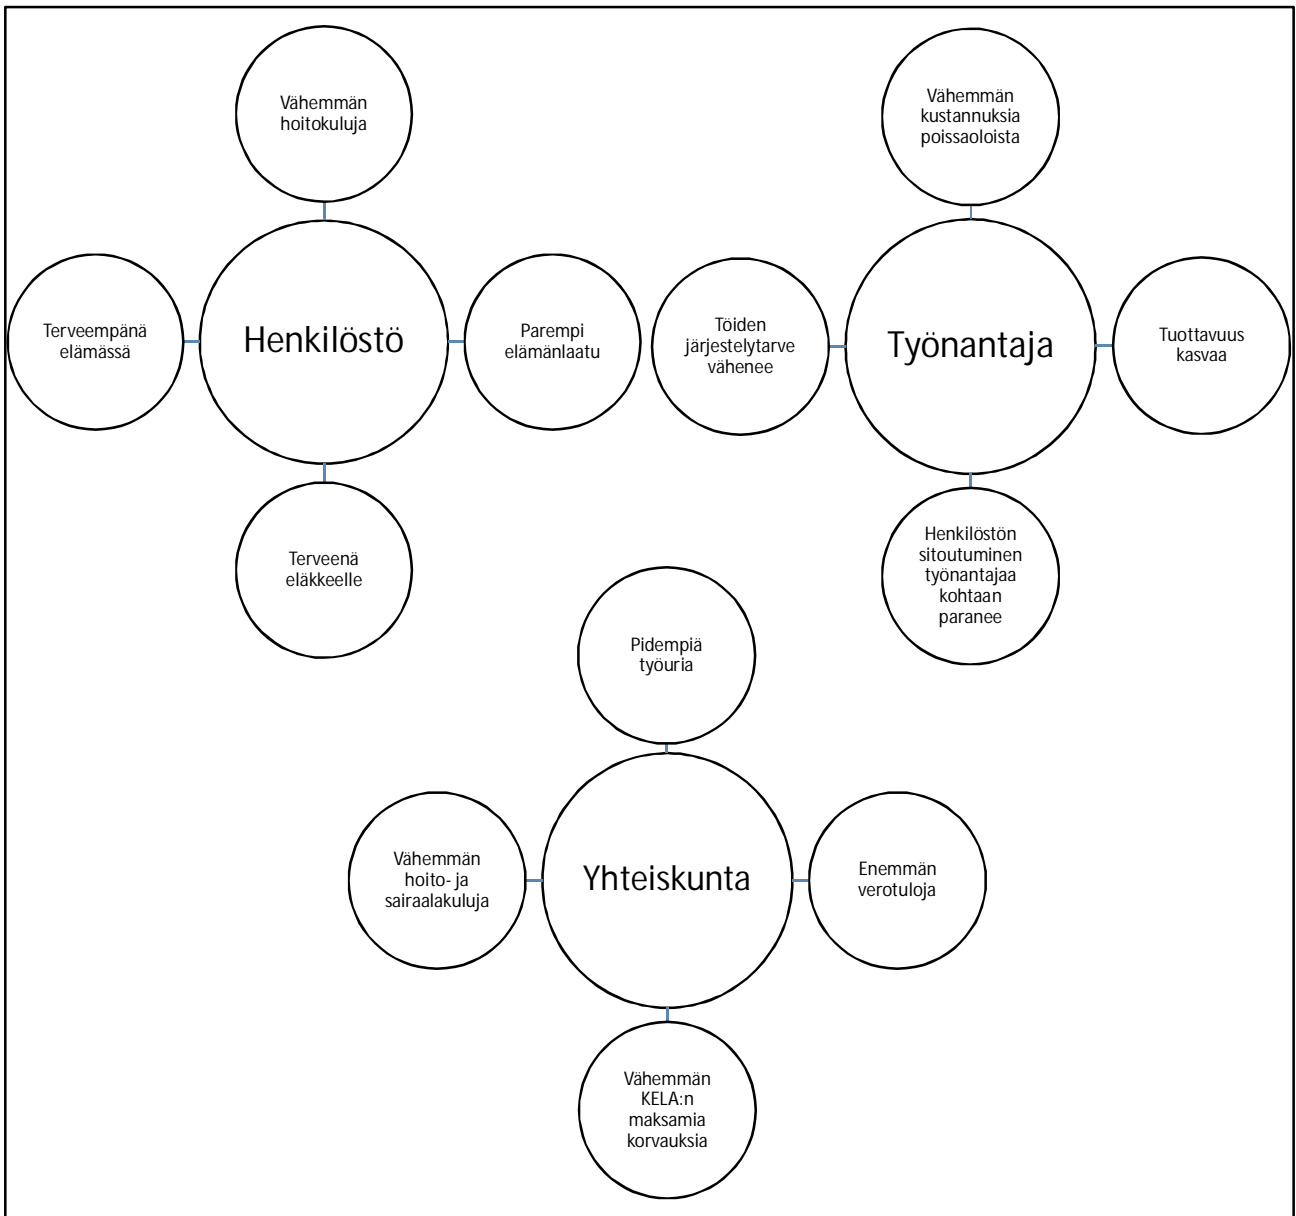 Vähemmän
hoitokuluja
Terveempänä
elämässä
Henkilöstö
Parempi
elämänlaatu
Terveenä
eläkkeelle
Vähemmän
kustannuksia
poissaoloista
Töiden
järjestelytarve
vähenee
Työnantaja
Tuottavuus
kasvaa
Henkilöstön
sitoutuminen
työnantajaa
kohtaan
paranee
Pidempiä
työuria
Vähemmän
hoito- ja
sairaalakuluja
Yhteiskunta
Enemmän
verotuloja
Vähemmän
KELA:n
maksamia
korvauksia